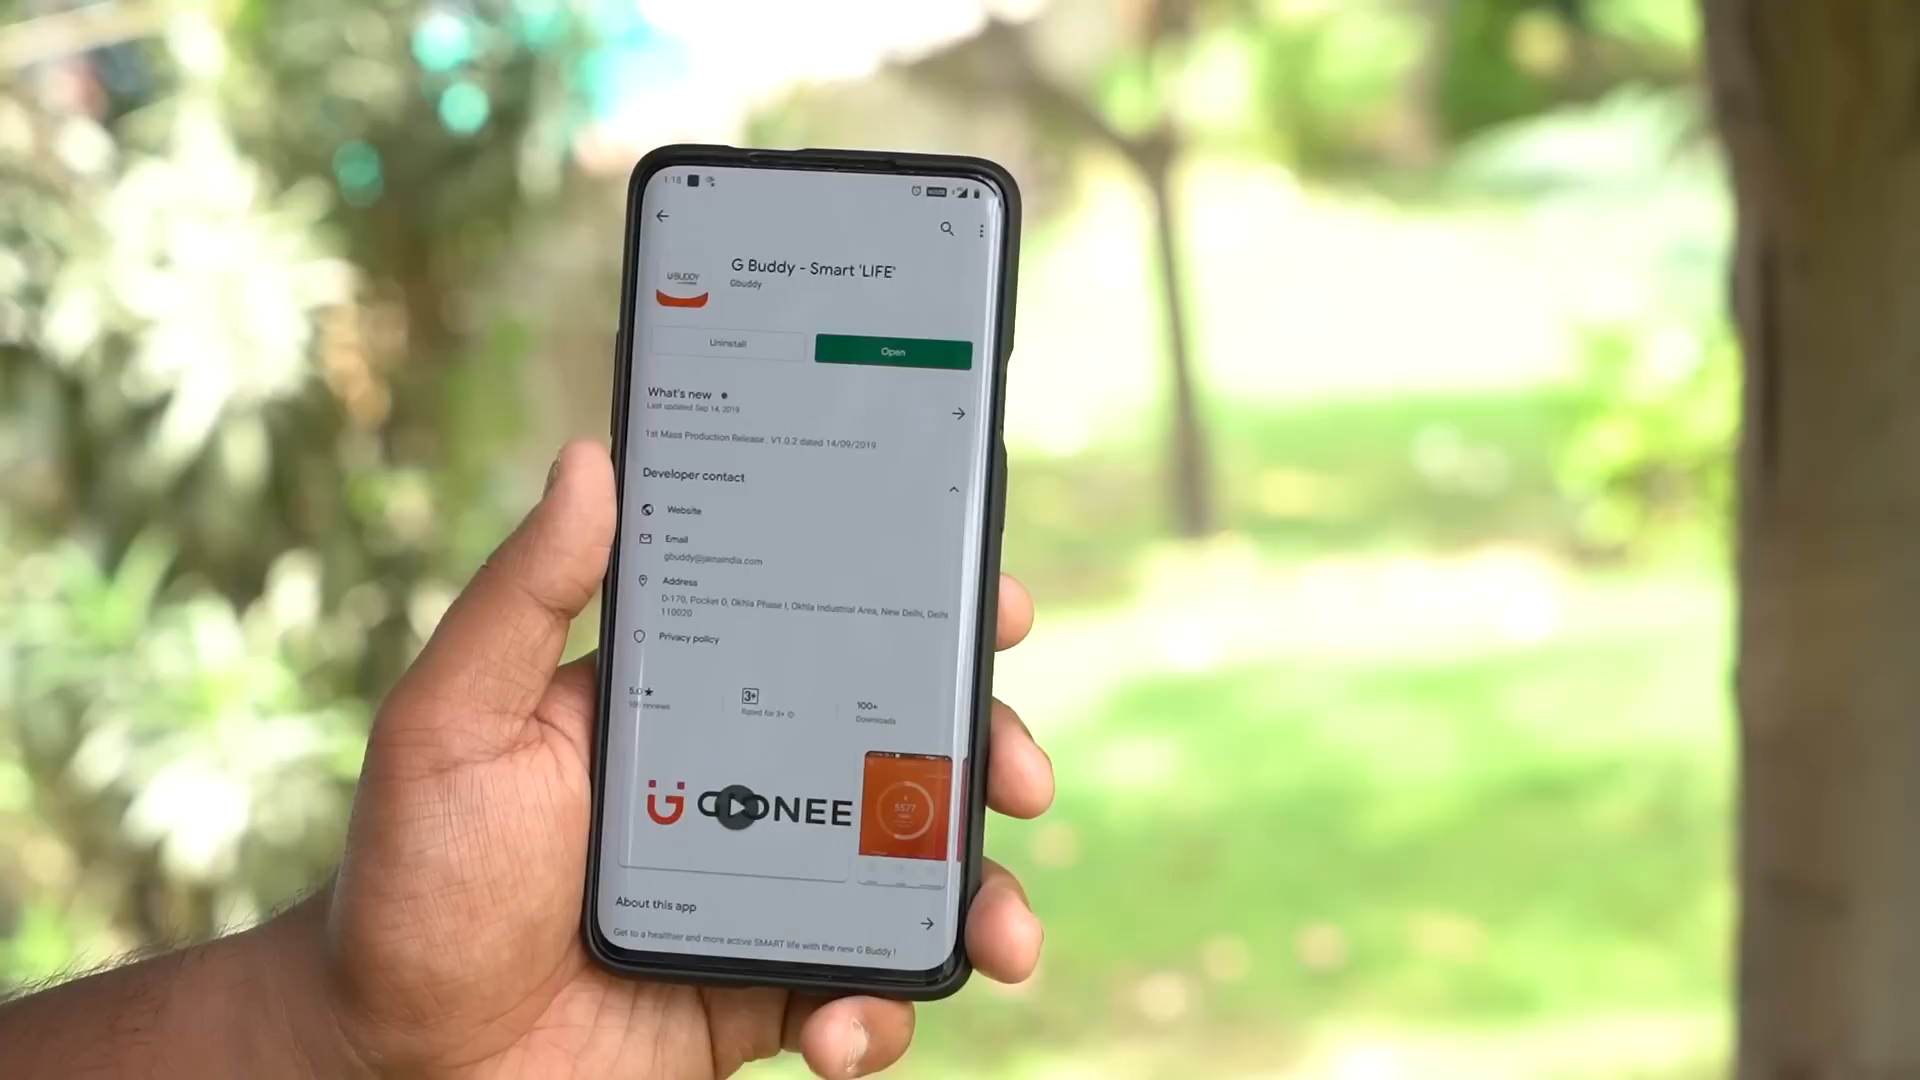 1:18
G Buddy - Smart 'LIFE'
Gbuddy
Uninstall
Open
What's new
Last updated Sep 14, 2019
1st Mass Production Release , V1.0.2 dated 14/09/2019
Developer contact
Website
Email
gbuddy@jainaindia.com
Address
D-170, Pocket D, Okhla Phase I, Okhla Industrial Area, New Delhi, Delhi
110020
Privacy policy
5.0 ★
reviews
3+
Rated for 3+
100+
Downloads
5577
About this app
Get to a healthier and more active SMART life with the new G Buddy !